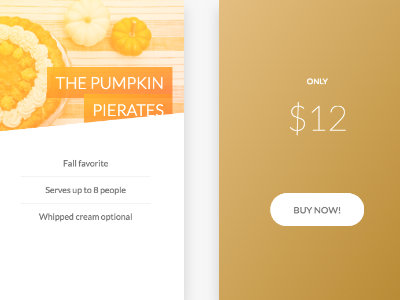 THE PUMPKIN
PIERATES
Fall favorite
Serves up to 8 people
Whipped cream optional
ONLY
$12
BUY NOW!